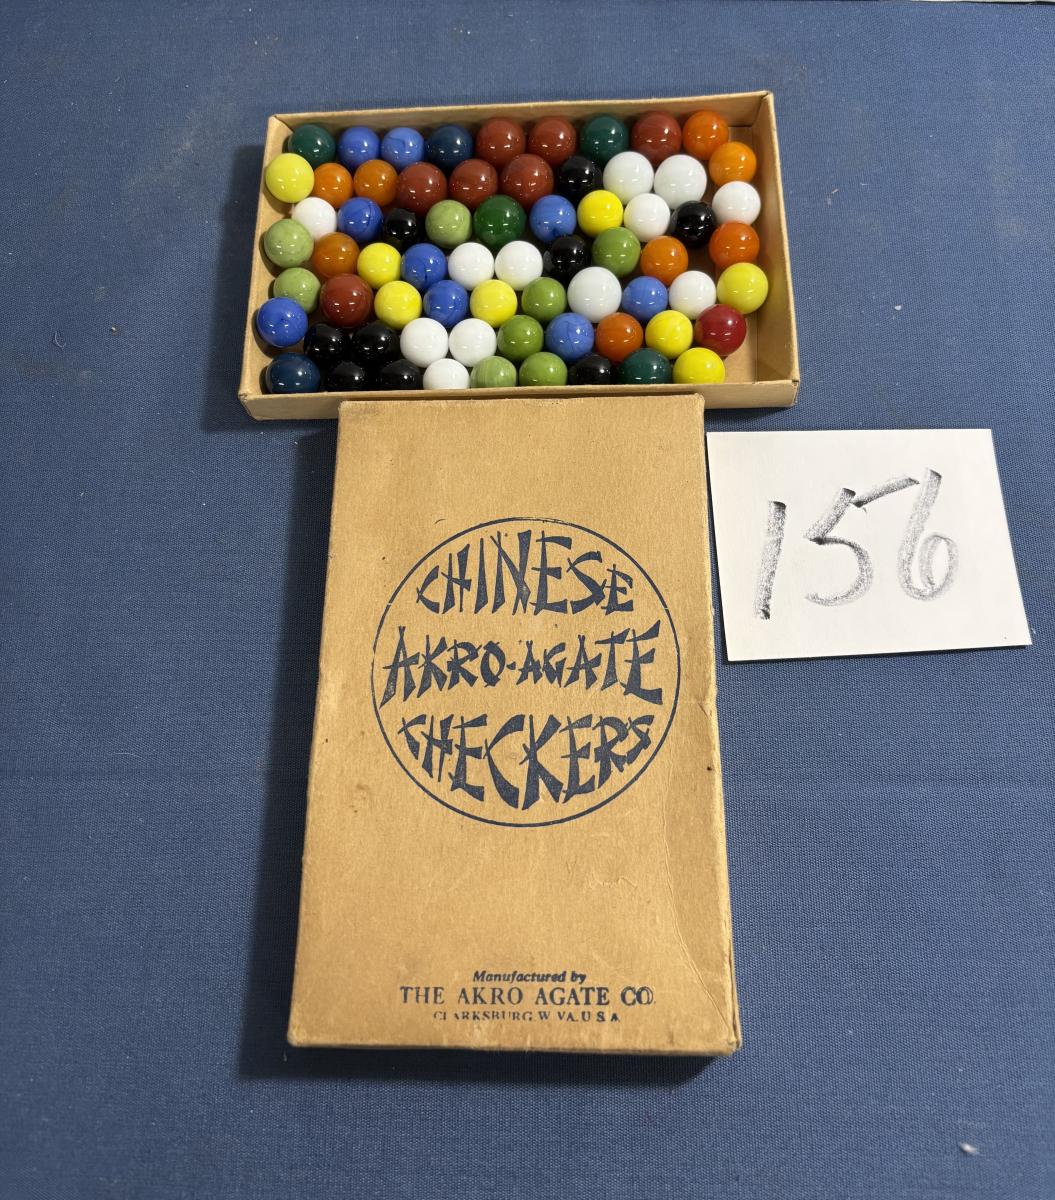 CHINESE
AKRO-AGATE
CHECKERS
156
Manufactured by
THE AKRO AGATE CO.
CLARKSBURG. W. VA. U.S.A.